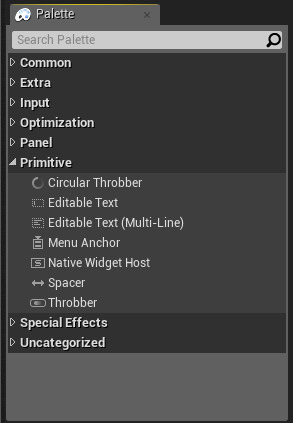 Palette
Search Palette
Common
Extra
Input
Optimization
Panel
Primitive
Circular Throbber
Editable Text
Editable Text (Multi-Line)
Menu Anchor
Native Widget Host
Spacer
Throbber
Special Effects
Uncategorized